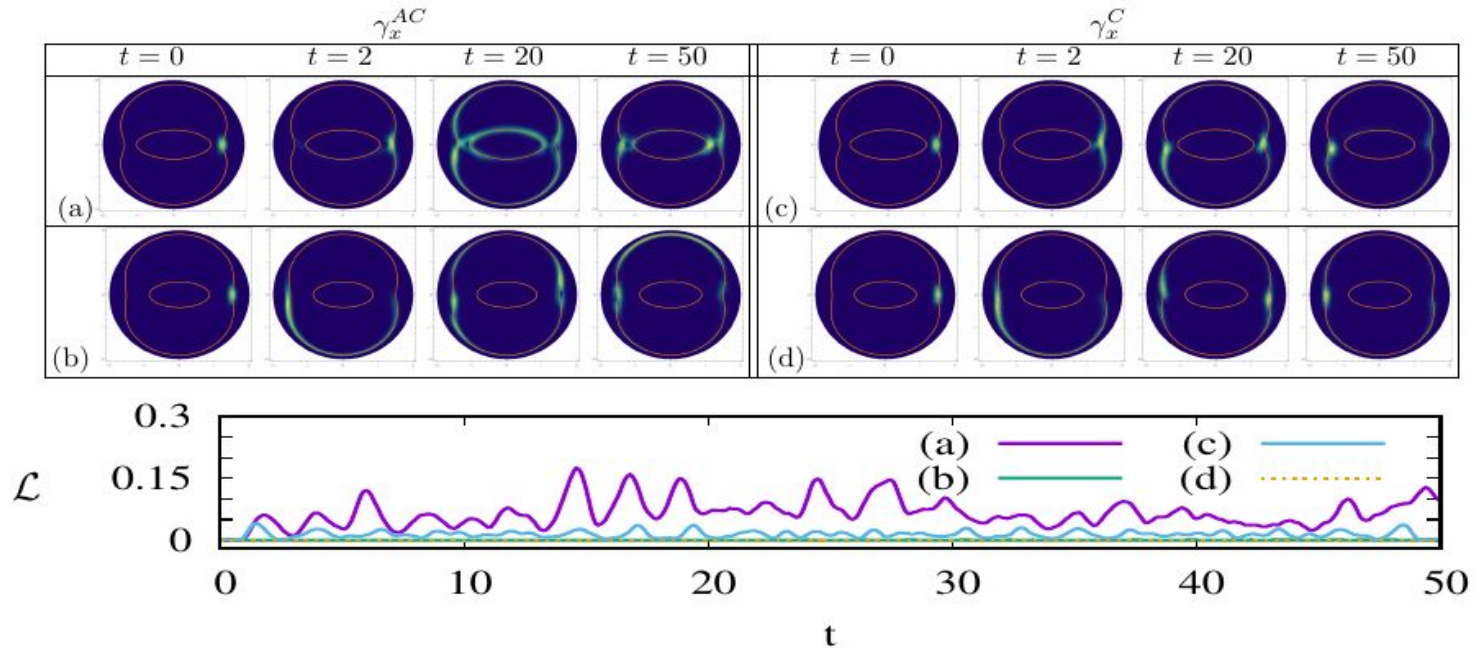 γ_x^{AC} γ_x^{C}
t = 0 t = 2 t = 20 t = 50 t = 0 t = 2 t = 20 t = 50
(a) (c)
(b) (d)
0.3
(a) (c)
ℒ 0.15 (b) (d)
0
0 10 20 30 40 50
t